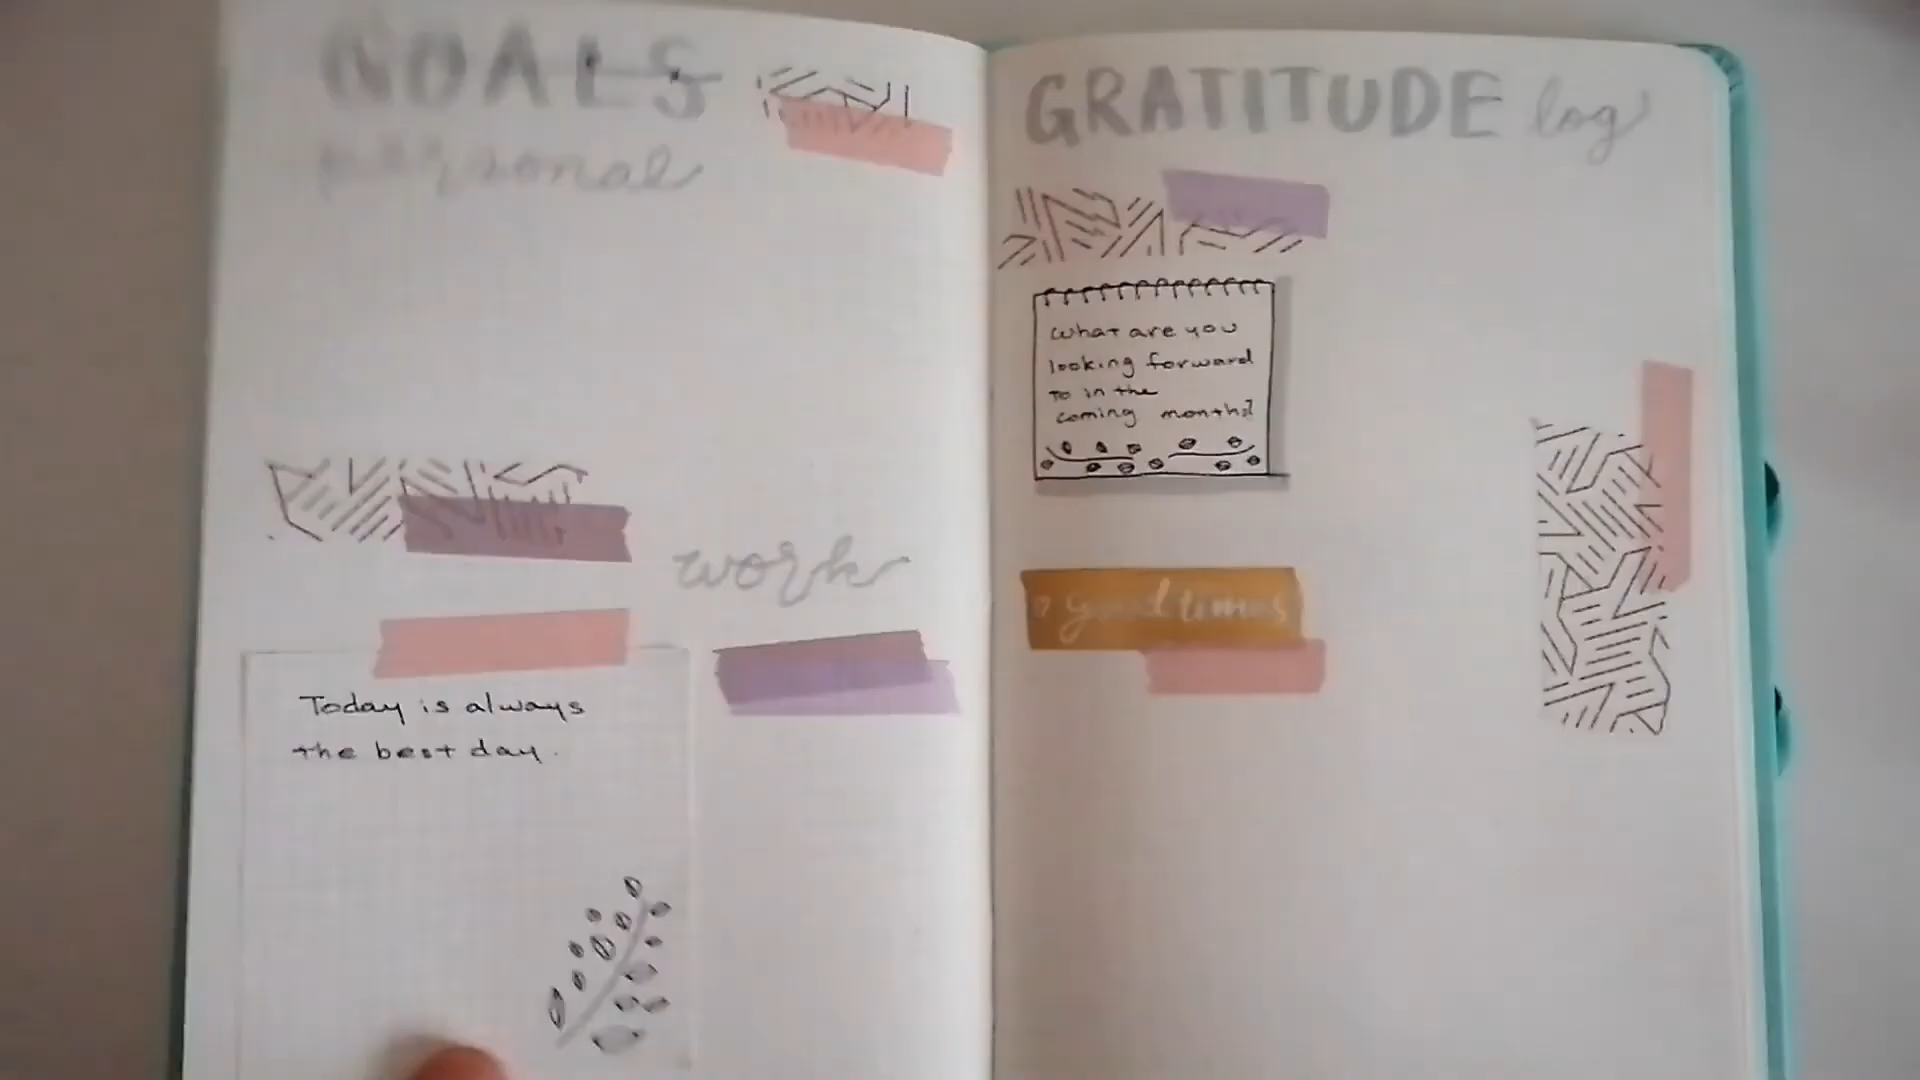 GOALS
personal
work
Today is always
the best day.
GRATITUDE log
What are you
looking forward
to in the
coming months?
good times